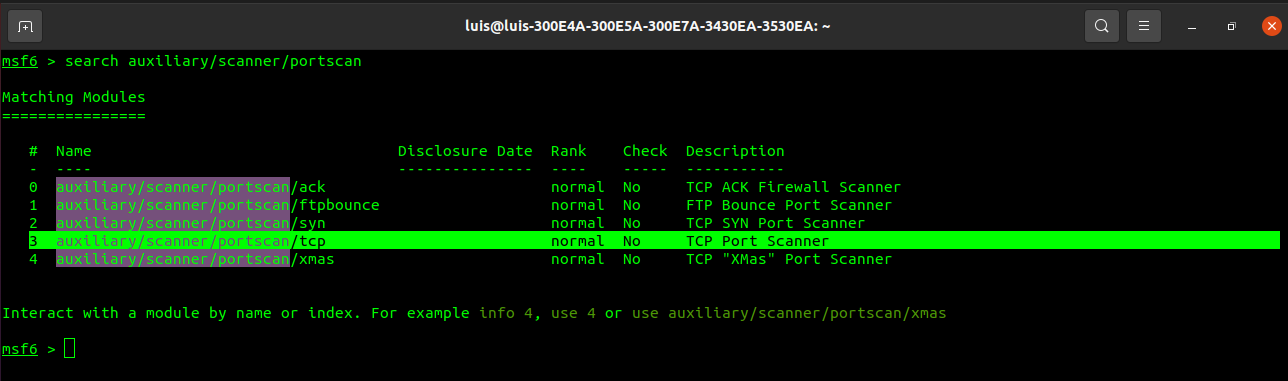 luis@luis-300E4A-300E5A-300E7A-3430EA-3530EA: ~
msf6 > search auxiliary/scanner/portscan
Matching Modules
================
#  Name                                  Disclosure Date  Rank    Check  Description
-  ----                                  ---------------  ----    -----  -----------
0  auxiliary/scanner/portscan/ack                         normal  No     TCP ACK Firewall Scanner
1  auxiliary/scanner/portscan/ftpbounce                   normal  No     FTP Bounce Port Scanner
2  auxiliary/scanner/portscan/syn                         normal  No     TCP SYN Port Scanner
3  auxiliary/scanner/portscan/tcp                         normal  No     TCP Port Scanner
4  auxiliary/scanner/portscan/xmas                        normal  No     TCP "XMas" Port Scanner
Interact with a module by name or index. For example info 4, use 4 or use auxiliary/scanner/portscan/xmas
msf6 >